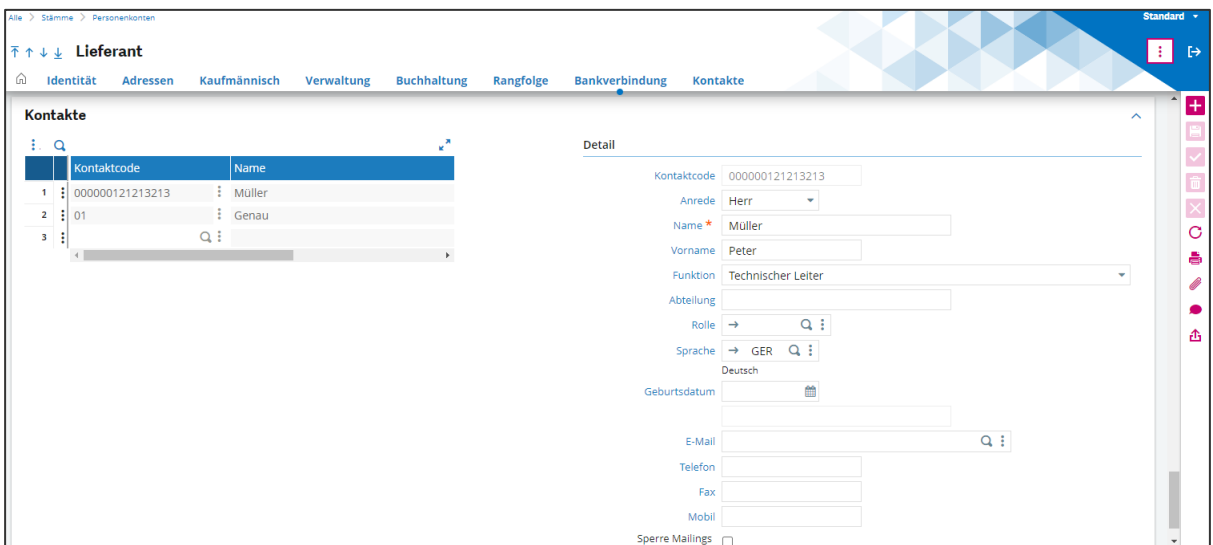 Alle > Stämme > Personenkonten
Standard
Lieferant
Identität Adressen Kaufmännisch Verwaltung Buchhaltung Rangfolge Bankverbindung Kontakte
Kontakte
Kontaktcode Name
1 000000121213213 Müller
2 01 Genau
3
Detail
Kontaktcode 000000121213213
Anrede Herr
Name * Müller
Vorname Peter
Funktion Technischer Leiter
Abteilung
Rolle
Sprache GER
Deutsch
Geburtsdatum
E-Mail
Telefon
Fax
Mobil
Sperre Mailings